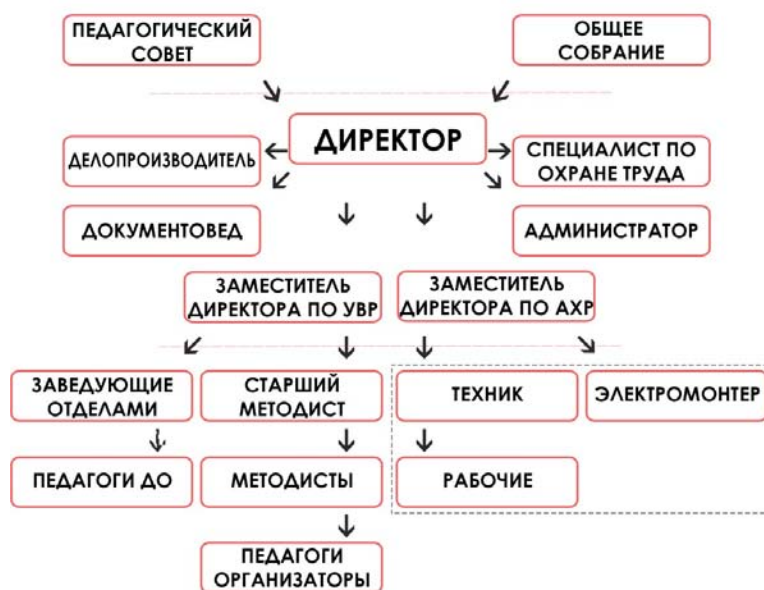 ПЕДАГОГИЧЕСКИЙ
СОВЕТ
ОБЩЕЕ
СОБРАНИЕ
ДИРЕКТОР
ДЕЛОПРОИЗВОДИТЕЛЬ
СПЕЦИАЛИСТ ПО
ОХРАНЕ ТРУДА
ДОКУМЕНТОВЕД
АДМИНИСТРАТОР
ЗАМЕСТИТЕЛЬ
ДИРЕКТОРА ПО УВР
ЗАМЕСТИТЕЛЬ
ДИРЕКТОРА ПО АХР
ЗАВЕДУЮЩИЕ
ОТДЕЛАМИ
СТАРШИЙ
МЕТОДИСТ
ТЕХНИК
ЭЛЕКТРОМОНТЕР
ПЕДАГОГИ ДО
МЕТОДИСТЫ
РАБОЧИЕ
ПЕДАГОГИ
ОРГАНИЗАТОРЫ